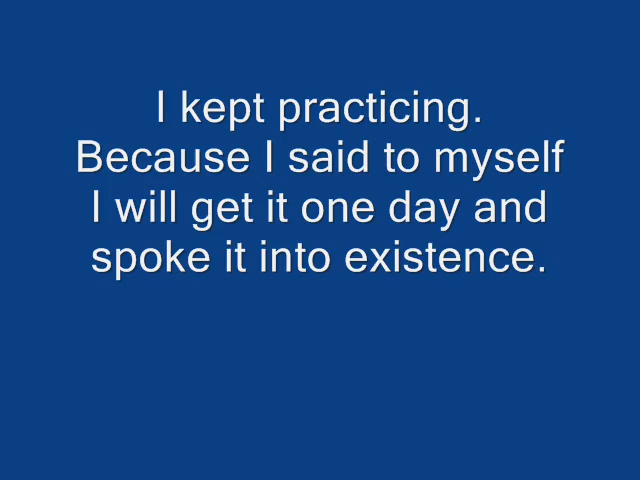 I kept practicing.
Because I said to myself
I will get it one day and
spoke it into existence.